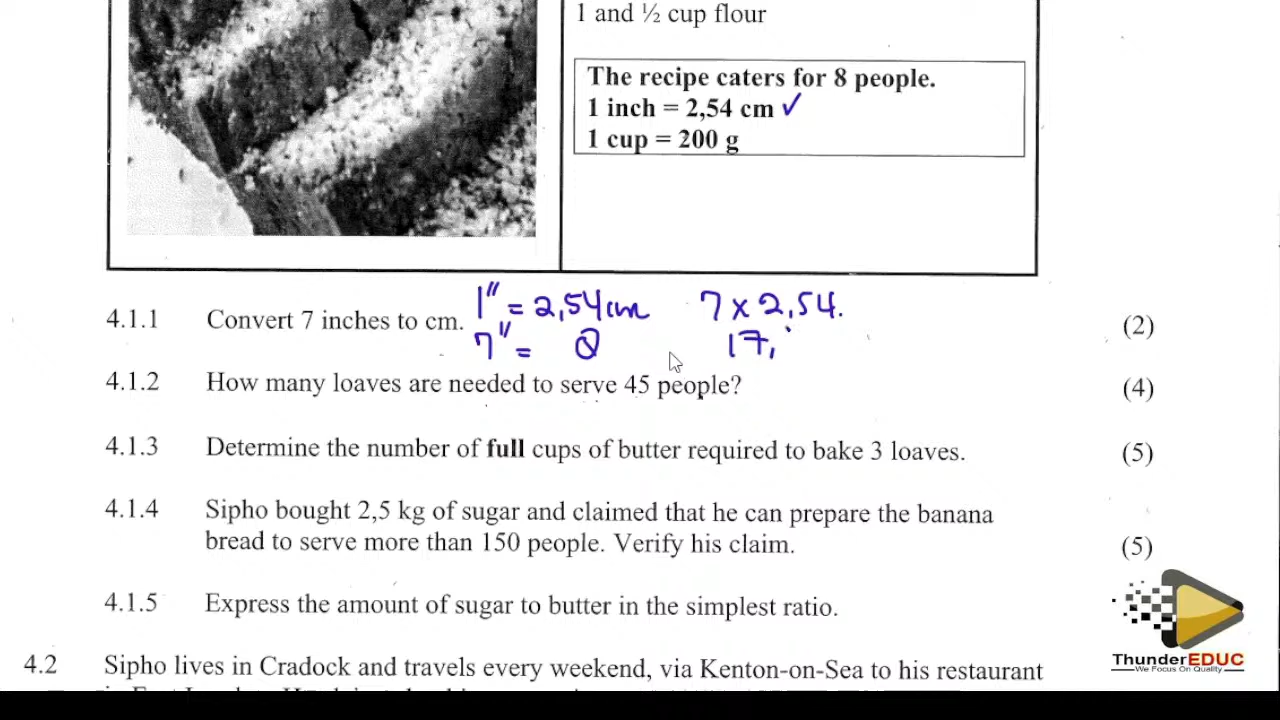 1 and ½ cup flour
The recipe caters for 8 people.
1 inch = 2,54 cm ✓
1 cup = 200 g
4.1.1 Convert 7 inches to cm. 1" = 2,54 cm 7 × 2,54. (2)
7" = 17,
4.1.2 How many loaves are needed to serve 45 people? (4)
4.1.3 Determine the number of full cups of butter required to bake 3 loaves. (5)
4.1.4 Sipho bought 2,5 kg of sugar and claimed that he can prepare the banana
bread to serve more than 150 people. Verify his claim. (5)
4.1.5 Express the amount of sugar to butter in the simplest ratio.
ThunderEDUC
We Focus On Quality
4.2 Sipho lives in Cradock and travels every weekend, via Kenton-on-Sea to his restaurant